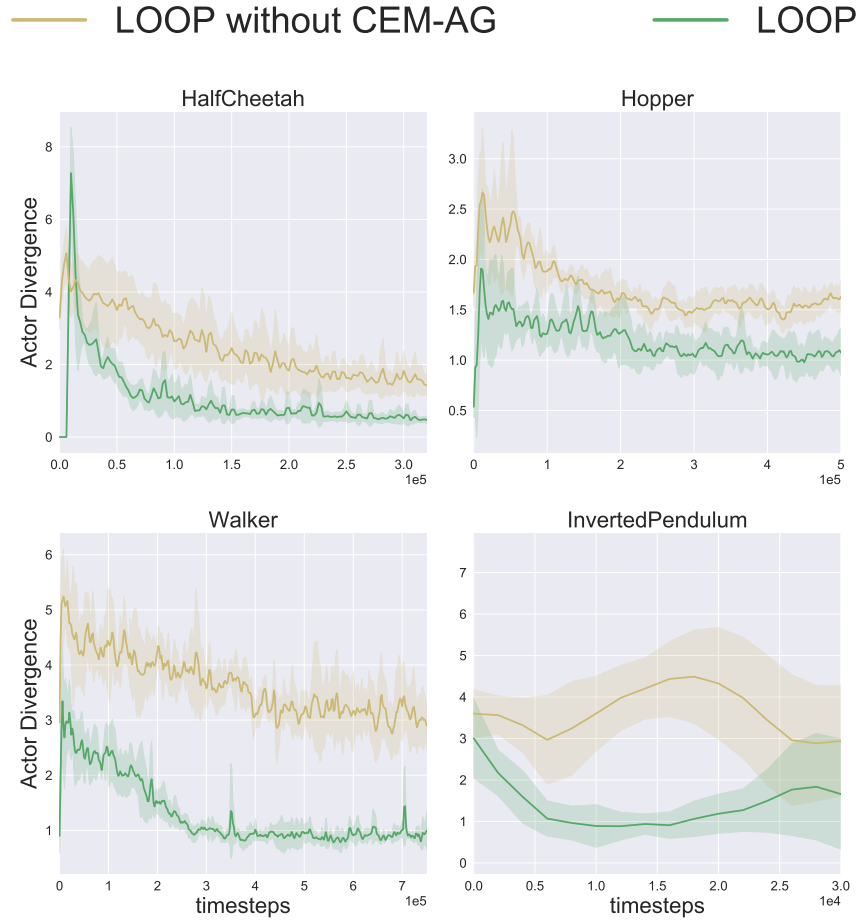 LOOP without CEM-AG LOOP
HalfCheetah Hopper
Actor Divergence
8
6
4
2
0
0.0 0.5 1.0 1.5 2.0 2.5 3.0
1e5
3.0
2.5
2.0
1.5
1.0
0.5
0 1 2 3 4 5
1e5
Walker InvertedPendulum
Actor Divergence
6
5
4
3
2
1
0 1 2 3 4 5 6 7
1e5
timesteps
7
6
5
4
3
2
1
0
0.0 0.5 1.0 1.5 2.0 2.5 3.0
1e4
timesteps